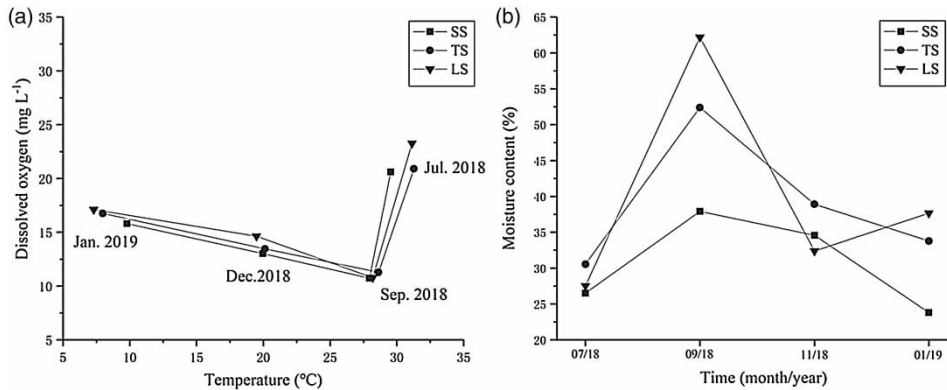 (a)
35
30
25
20
15
10
5
Dissolved oxygen (mg L⁻¹)
SS
TS
LS
Jul. 2018
Jan. 2019
Dec.2018
Sep. 2018
5 10 15 20 25 30 35
Temperature (°C)
(b)
65
60
55
50
45
40
35
30
25
20
Moisture content (%)
SS
TS
LS
07/18 09/18 11/18 01/19
Time (month/year)